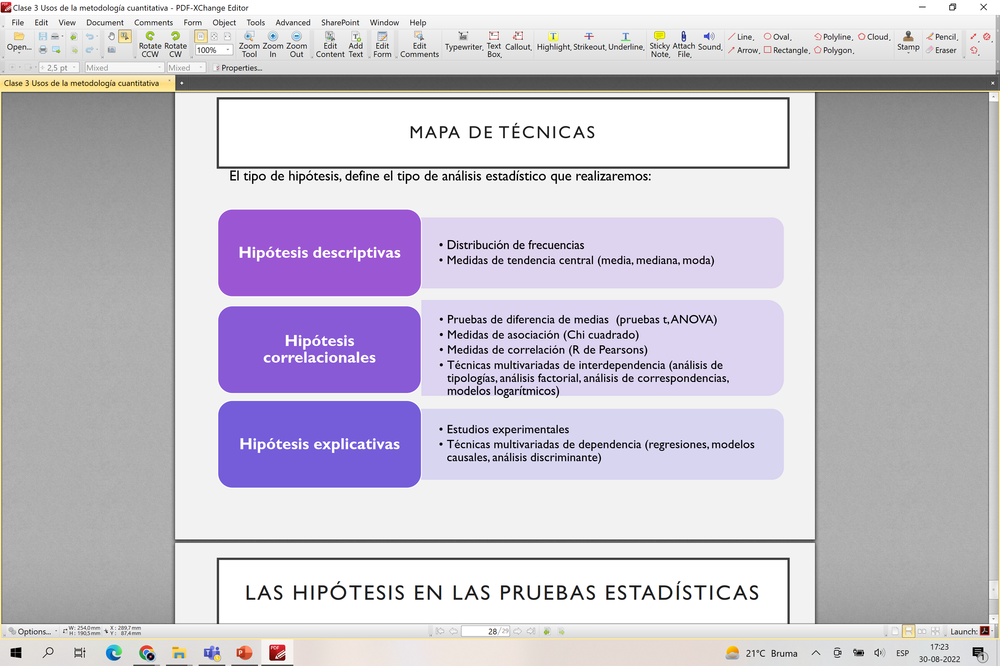 Clase 3 Usos de la metodología cuantitativa - PDF-XChange Editor
File Edit View Document Comments Form Object Tools Advanced SharePoint Window Help
Open...
Rotate CCW
Rotate CW
100%
Zoom Tool
Zoom In
Zoom Out
Edit Content
Add Text
Edit Form
Edit Comments
Typewriter
Text Box
Callout
Highlight
Strikeout
Underline
Sticky Note
Attach File
Sound
Line
Arrow
Oval
Rectangle
Polyline
Polygon
Cloud
Stamp
Pencil
Eraser
2,5 pt
Mixed
Mixed
Properties...
Clase 3 Usos de la metodología cuantitativa
MAPA DE TÉCNICAS
El tipo de hipótesis, define el tipo de análisis estadístico que realizaremos:
Hipótesis descriptivas
• Distribución de frecuencias
• Medidas de tendencia central (media, mediana, moda)
Hipótesis
correlacionales
• Pruebas de diferencia de medias (pruebas t, ANOVA)
• Medidas de asociación (Chi cuadrado)
• Medidas de correlación (R de Pearsons)
• Técnicas multivariadas de interdependencia (análisis de
tipologías, análisis factorial, análisis de correspondencias,
modelos logarítmicos)
Hipótesis explicativas
• Estudios experimentales
• Técnicas multivariadas de dependencia (regresiones, modelos
causales, análisis discriminante)
LAS HIPÓTESIS EN LAS PRUEBAS ESTADÍSTICAS
Options...
W: 254,0 mm
H: 190,5 mm
X: 289,7 mm
Y: 87,4 mm
28 / 29
Launch:
21°C Bruma
ESP
17:23
30-08-2022
1